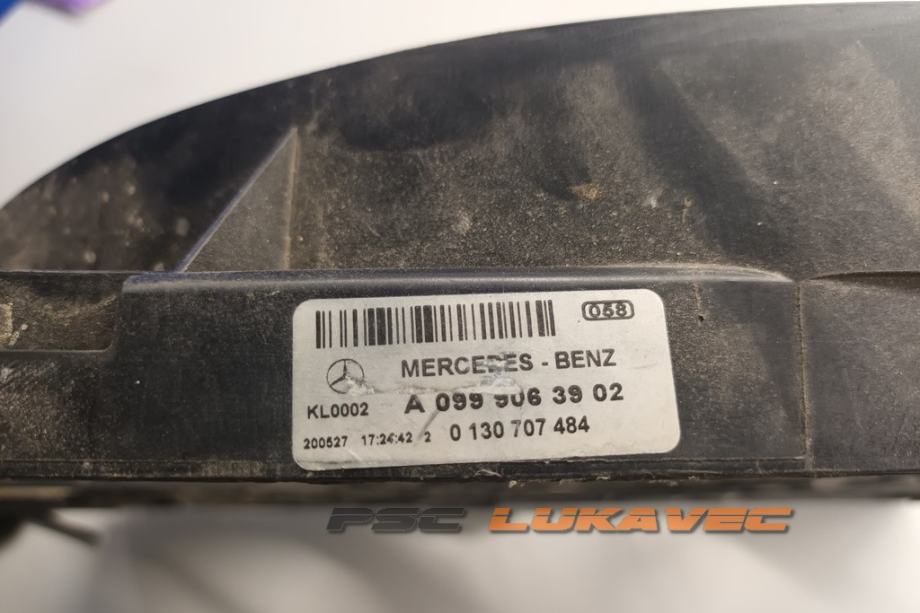 058
MERCEDES - BENZ
KL0002 A 099 906 39 02
200527 17:24:42 2 0 130 707 484
PSC LUKAVEC